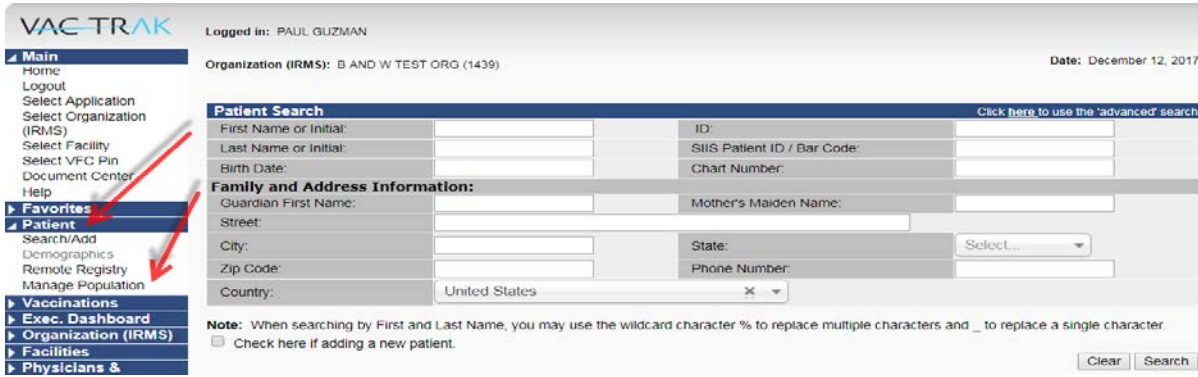 VAC TRAK
Logged in: PAUL GUZMAN
Organization (IRMS): B AND W TEST ORG (1439)
Date: December 12, 2017
Main
Home
Logout
Select Application
Select Organization
(IRMS)
Select Facility
Select VFC Pin
Document Center
Help
Favorites
Patient
Search/Add
Demographics
Remote Registry
Manage Population
Vaccinations
Exec. Dashboard
Organization (IRMS)
Facilities
Physicians &
Patient Search Click here to use the 'advanced' search
First Name or Initial: ID:
Last Name or Initial: SIIS Patient ID / Bar Code:
Birth Date: Chart Number:
Family and Address Information:
Guardian First Name: Mother's Maiden Name:
Street:
City: State: Select...
Zip Code: Phone Number:
Country: United States
Note: When searching by First and Last Name, you may use the wildcard character % to replace multiple characters and _ to replace a single character.
Check here if adding a new patient.
Clear Search